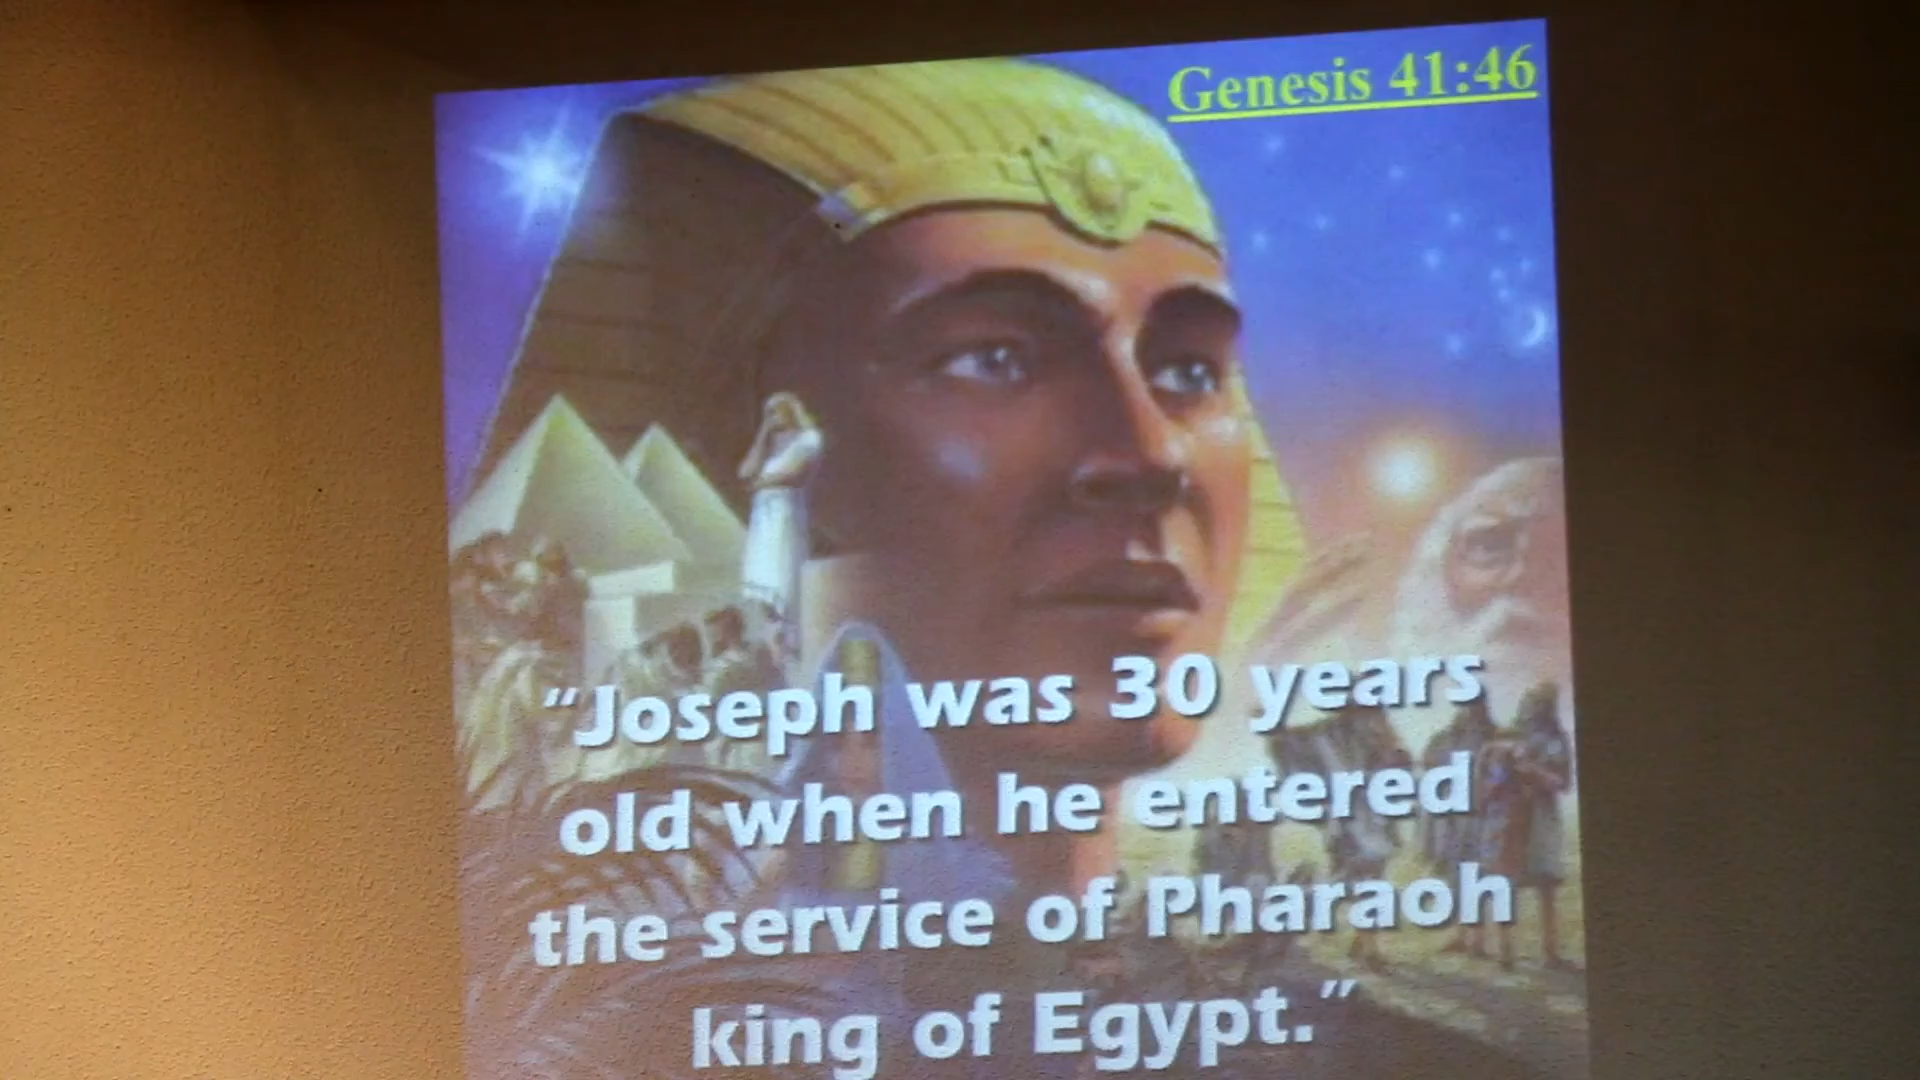 Genesis 41:46
“Joseph was 30 years
old when he entered
the service of Pharaoh
king of Egypt.”